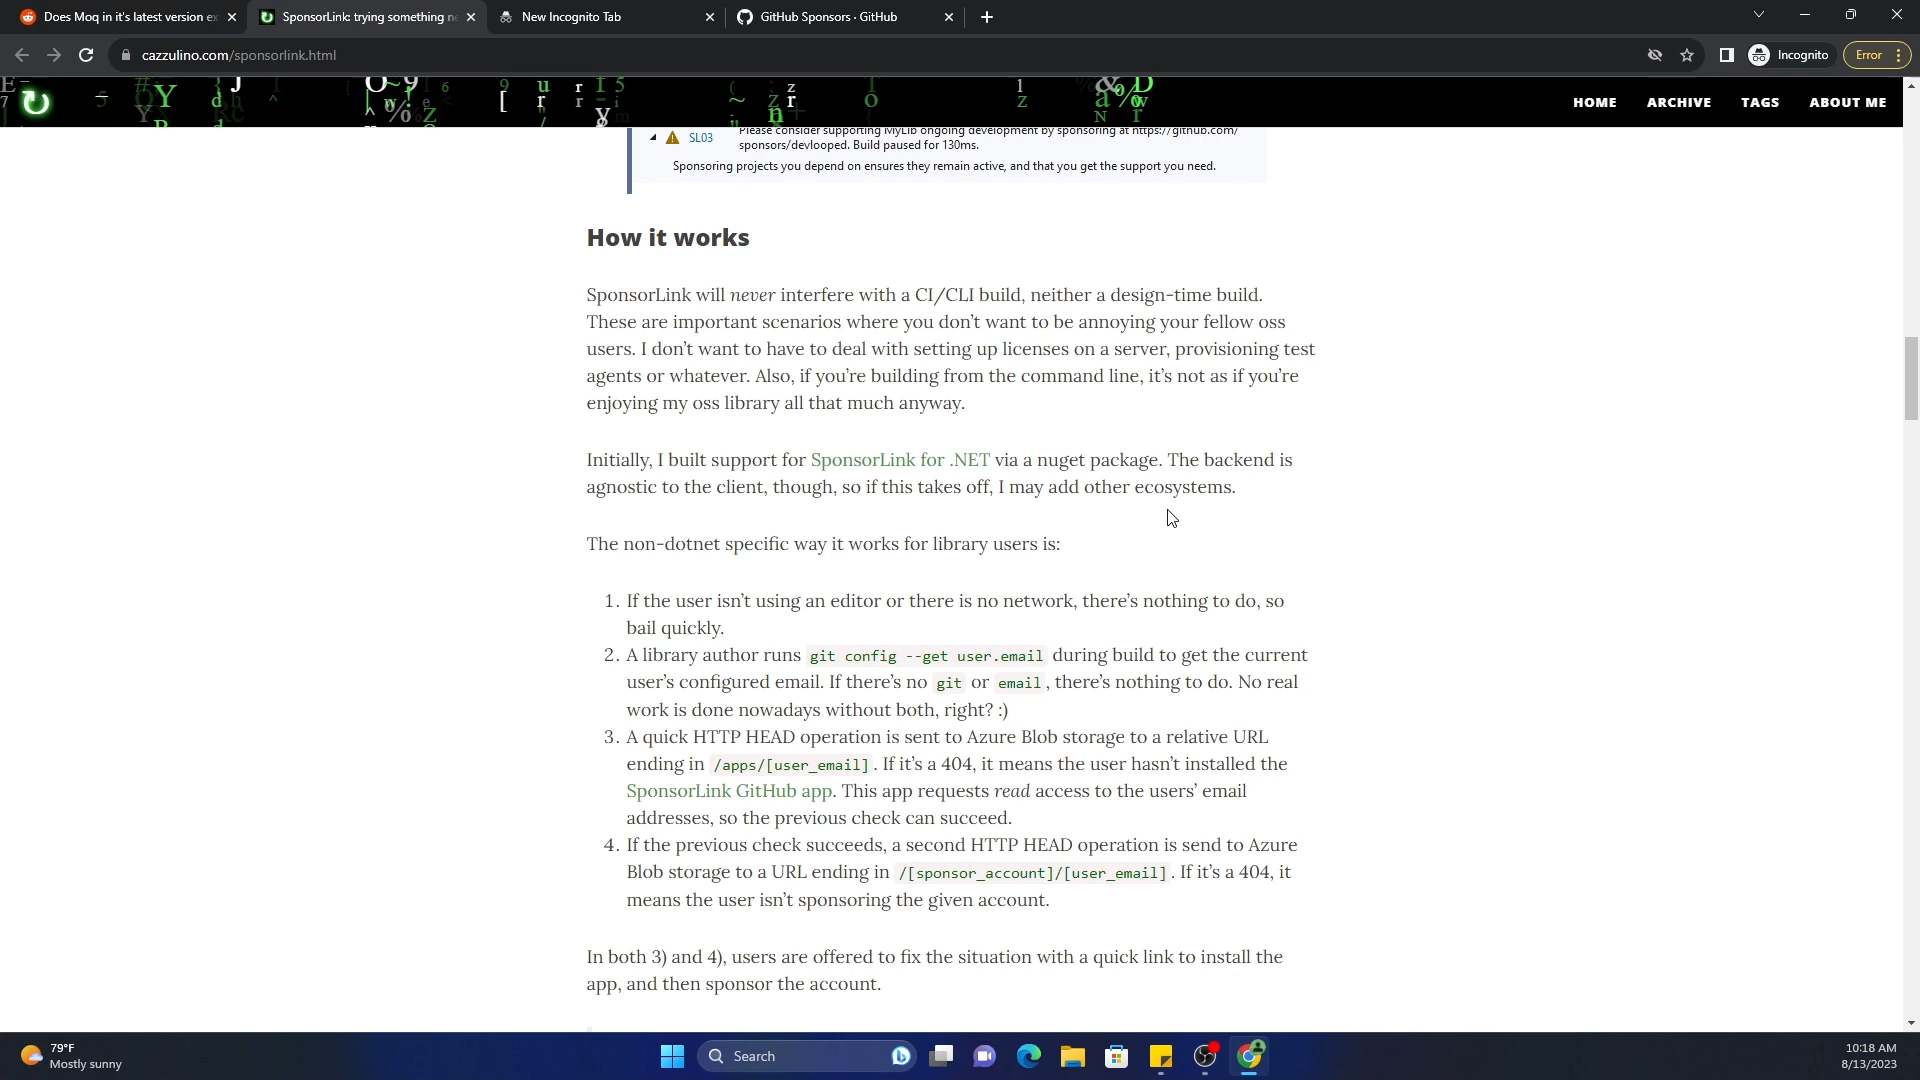 Does Moq in it's latest version ex
SponsorLink: trying something ne
New Incognito Tab
GitHub Sponsors · GitHub
cazzulino.com/sponsorlink.html
Incognito
Error
HOME
ARCHIVE
TAGS
ABOUT ME
SL03
Please consider supporting MyLib ongoing development by sponsoring at https://github.com/
sponsors/devlooped. Build paused for 130ms.
Sponsoring projects you depend on ensures they remain active, and that you get the support you need.
How it works
SponsorLink will never interfere with a CI/CLI build, neither a design-time build.
These are important scenarios where you don’t want to be annoying your fellow oss
users. I don’t want to have to deal with setting up licenses on a server, provisioning test
agents or whatever. Also, if you’re building from the command line, it’s not as if you’re
enjoying my oss library all that much anyway.
Initially, I built support for SponsorLink for .NET via a nuget package. The backend is
agnostic to the client, though, so if this takes off, I may add other ecosystems.
The non-dotnet specific way it works for library users is:
1. If the user isn’t using an editor or there is no network, there’s nothing to do, so
bail quickly.
2. A library author runs git config --get user.email during build to get the current
user’s configured email. If there’s no git or email, there’s nothing to do. No real
work is done nowadays without both, right? :)
3. A quick HTTP HEAD operation is sent to Azure Blob storage to a relative URL
ending in /apps/[user_email]. If it’s a 404, it means the user hasn’t installed the
SponsorLink GitHub app. This app requests read access to the users’ email
addresses, so the previous check can succeed.
4. If the previous check succeeds, a second HTTP HEAD operation is send to Azure
Blob storage to a URL ending in /[sponsor_account]/[user_email]. If it’s a 404, it
means the user isn’t sponsoring the given account.
In both 3) and 4), users are offered to fix the situation with a quick link to install the
app, and then sponsor the account.
79°F
Mostly sunny
Search
10:18 AM
8/13/2023